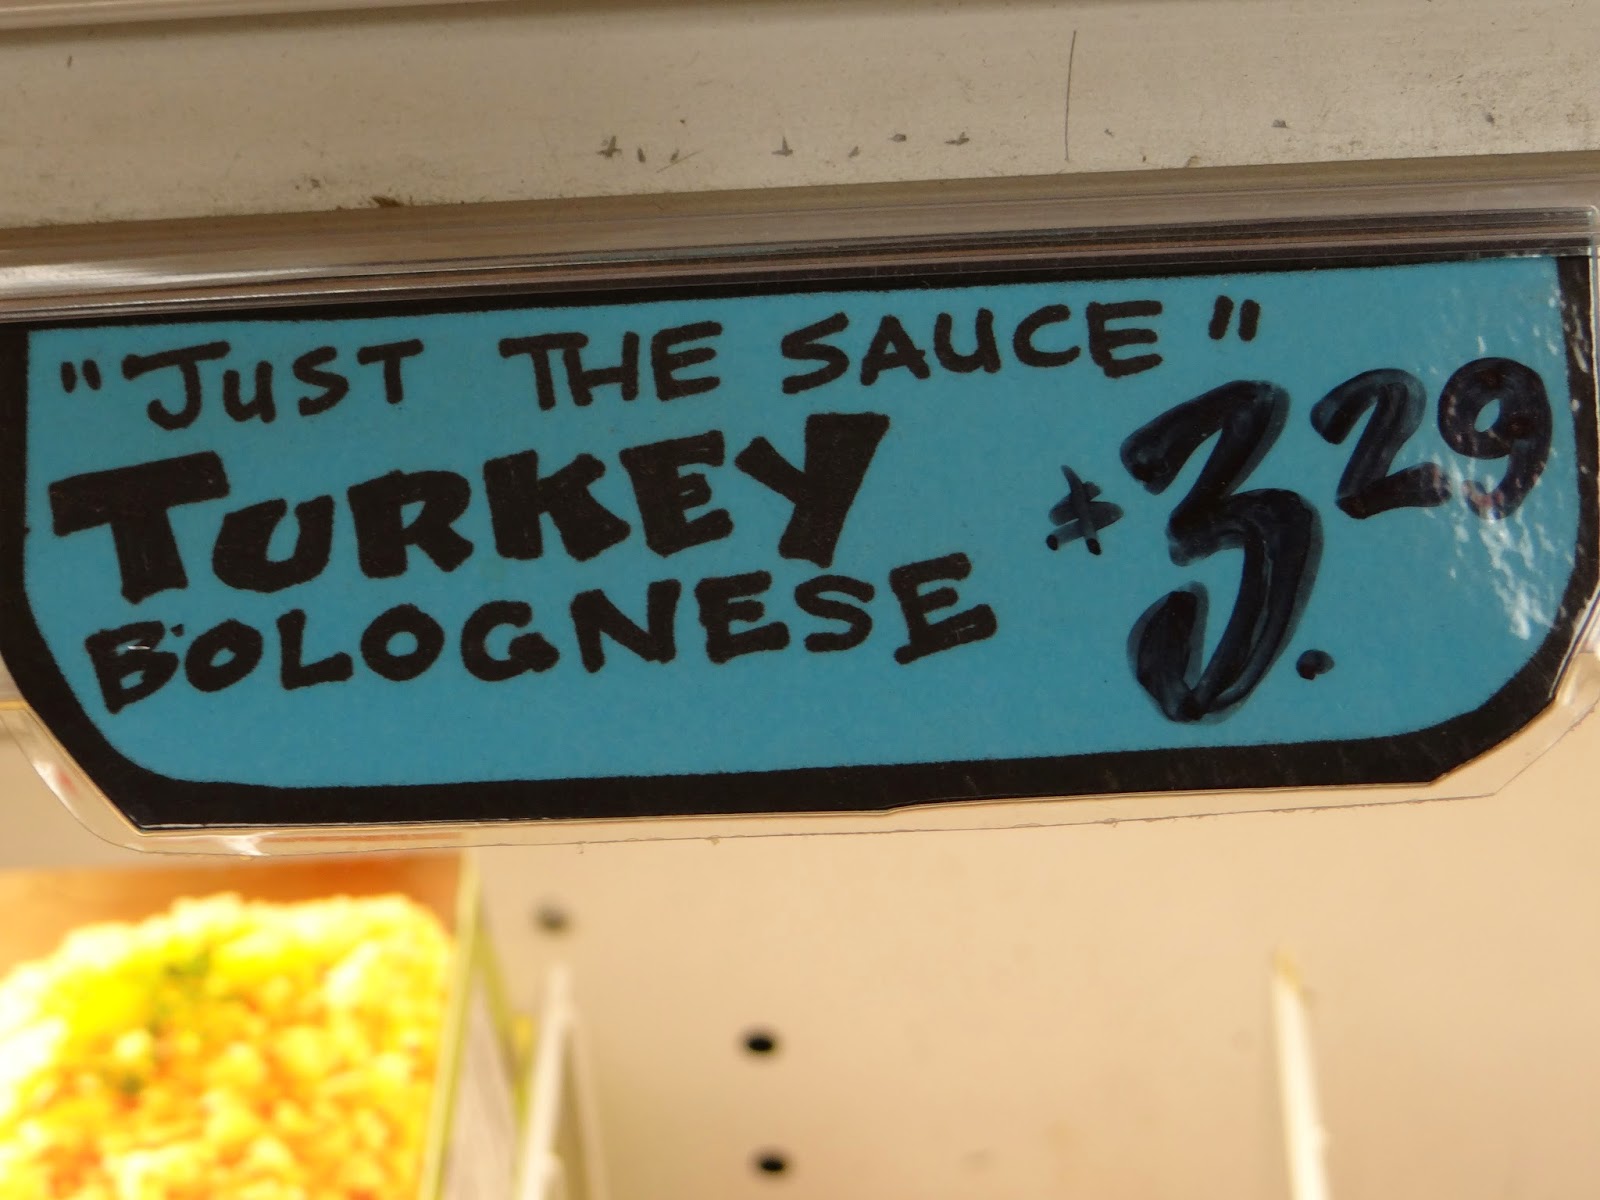 "JUST THE SAUCE"
TURKEY
BOLOGNESE
$3.29